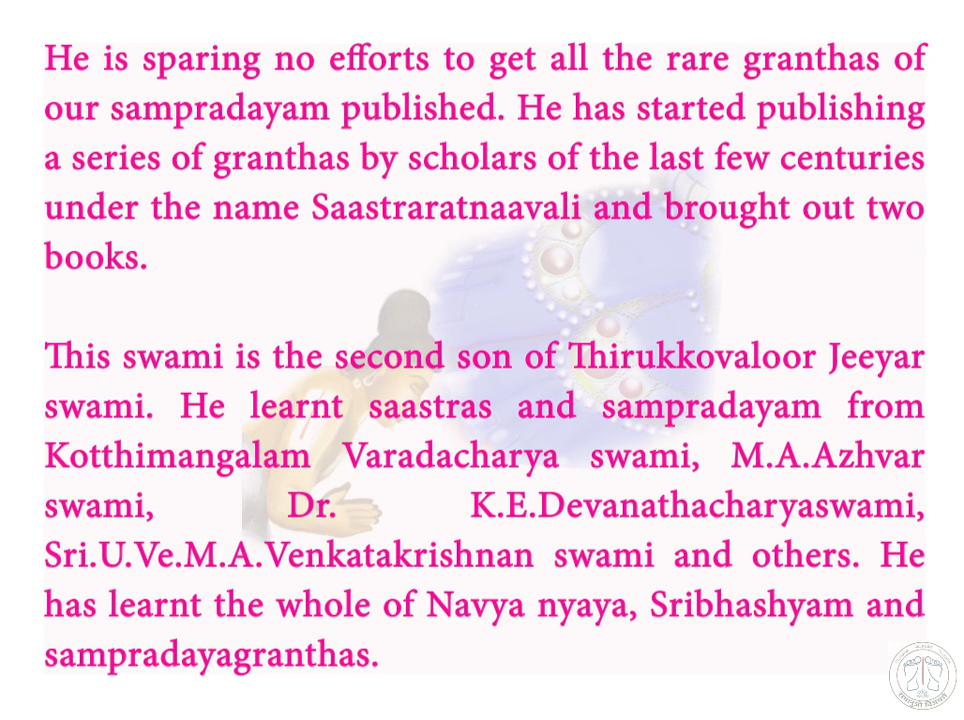 He is sparing no efforts to get all the rare granthas of
our sampradayam published. He has started publishing
a series of granthas by scholars of the last few centuries
under the name Saastraratnaavali and brought out two
books.
This swami is the second son of Thirukkovaloor Jeeyar
swami. He learnt saastras and sampradayam from
Kotthimangalam Varadacharya swami, M.A.Azhvar
swami, Dr. K.E.Devanathacharyaswami,
Sri.U.Ve.M.A.Venkatakrishnan swami and others. He
has learnt the whole of Navya nyaya, Sribhashyam and
sampradayagranthas.